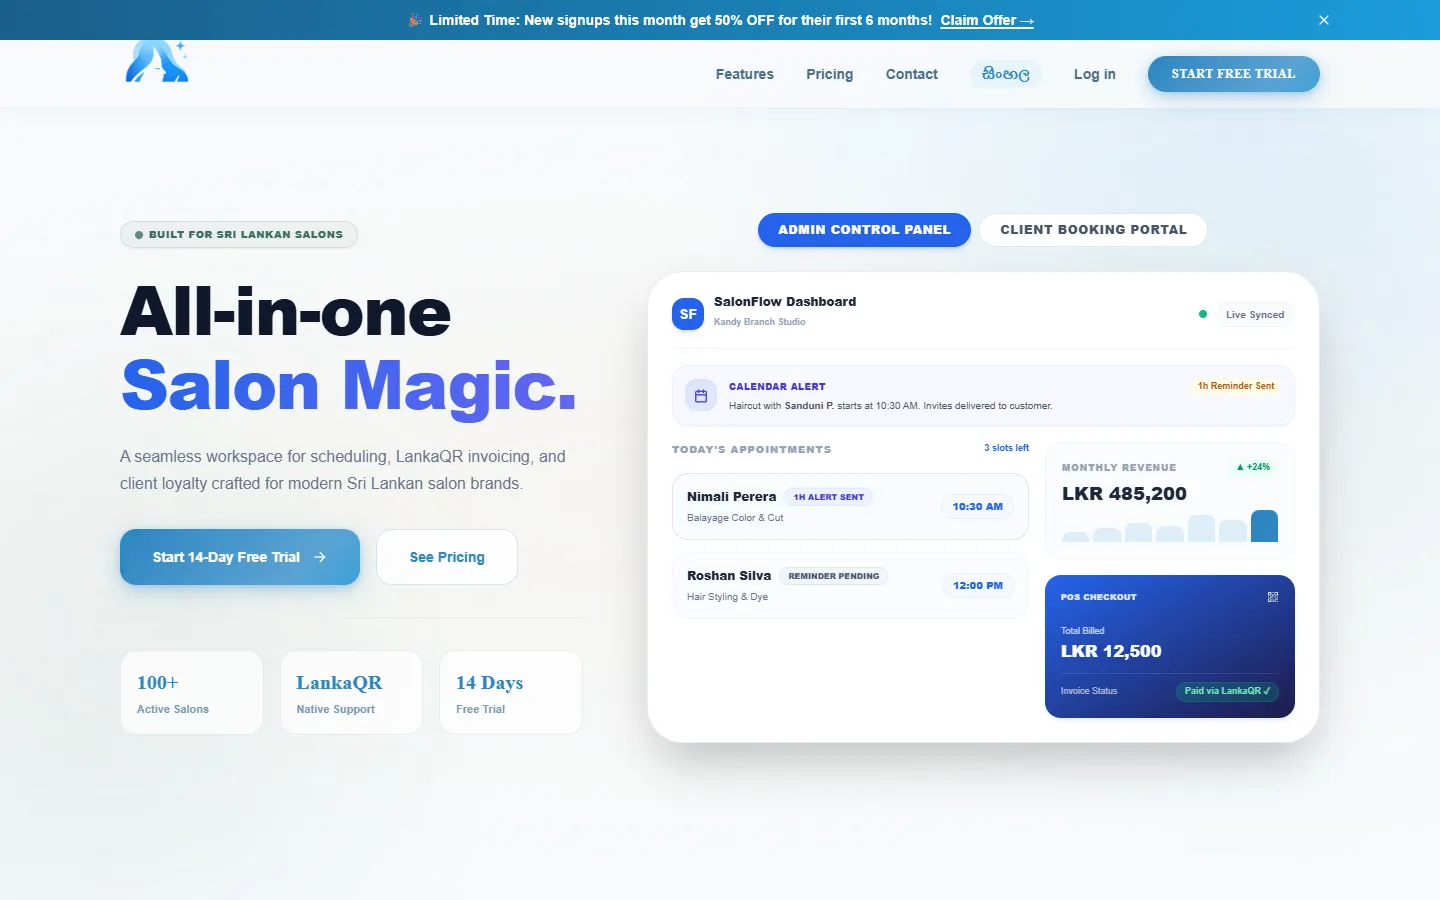 🎉 Limited Time: New signups this month get 50% OFF for their first 6 months! Claim Offer →
Features
Pricing
Contact
සිංහල
Log in
START FREE TRIAL
BUILT FOR SRI LANKAN SALONS
All-in-one
Salon Magic.
A seamless workspace for scheduling, LankaQR invoicing, and
client loyalty crafted for modern Sri Lankan salon brands.
Start 14-Day Free Trial →
See Pricing
100+
Active Salons
LankaQR
Native Support
14 Days
Free Trial
ADMIN CONTROL PANEL
CLIENT BOOKING PORTAL
SF
SalonFlow Dashboard
Kandy Branch Studio
Live Synced
CALENDAR ALERT
1h Reminder Sent
Haircut with Sanduni P. starts at 10:30 AM. Invites delivered to customer.
TODAY'S APPOINTMENTS
3 slots left
Nimali Perera
1H ALERT SENT
Balayage Color & Cut
10:30 AM
Roshan Silva
REMINDER PENDING
Hair Styling & Dye
12:00 PM
MONTHLY REVENUE
▲ +24%
LKR 485,200
POS CHECKOUT
Total Billed
LKR 12,500
Invoice Status
Paid via LankaQR ✓